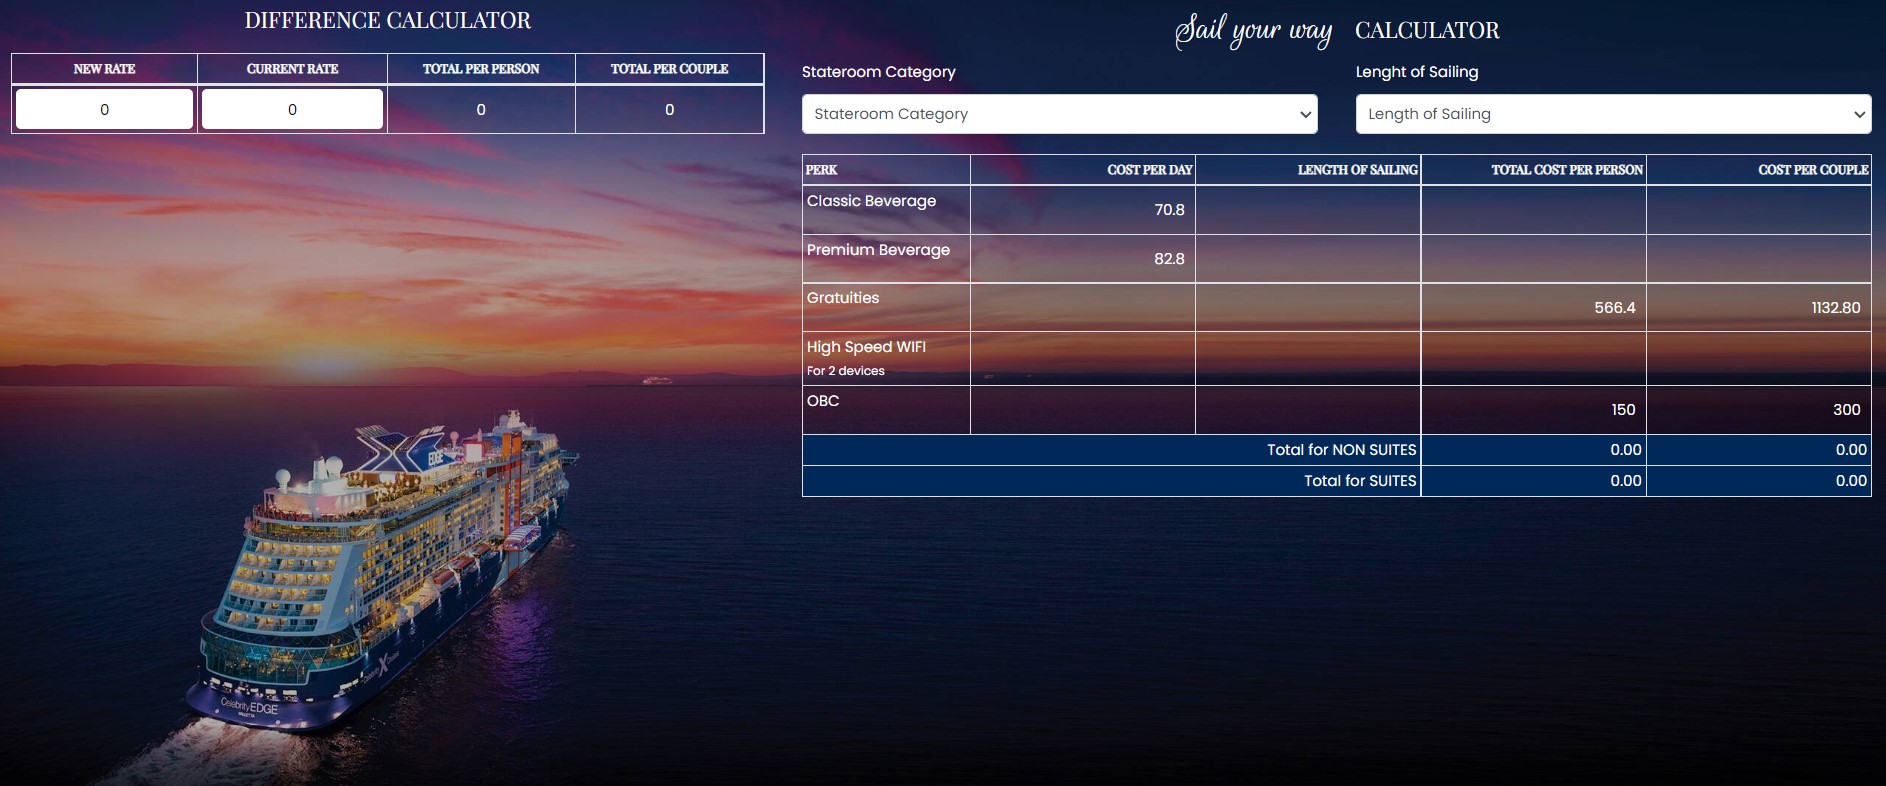 DIFFERENCE CALCULATOR
NEW RATE CURRENT RATE TOTAL PER PERSON TOTAL PER COUPLE
0 0 0 0
Sail your way CALCULATOR
Stateroom Category Lenght of Sailing
Stateroom Category Length of Sailing
PERK COST PER DAY LENGTH OF SAILING TOTAL COST PER PERSON COST PER COUPLE
Classic Beverage 70.8
Premium Beverage 82.8
Gratuities 566.4 1132.80
High Speed WIFI
For 2 devices
OBC 150 300
Total for NON SUITES 0.00 0.00
Total for SUITES 0.00 0.00
EDGE
Celebrity X Cruises
Celebrity EDGE
VALLETTA